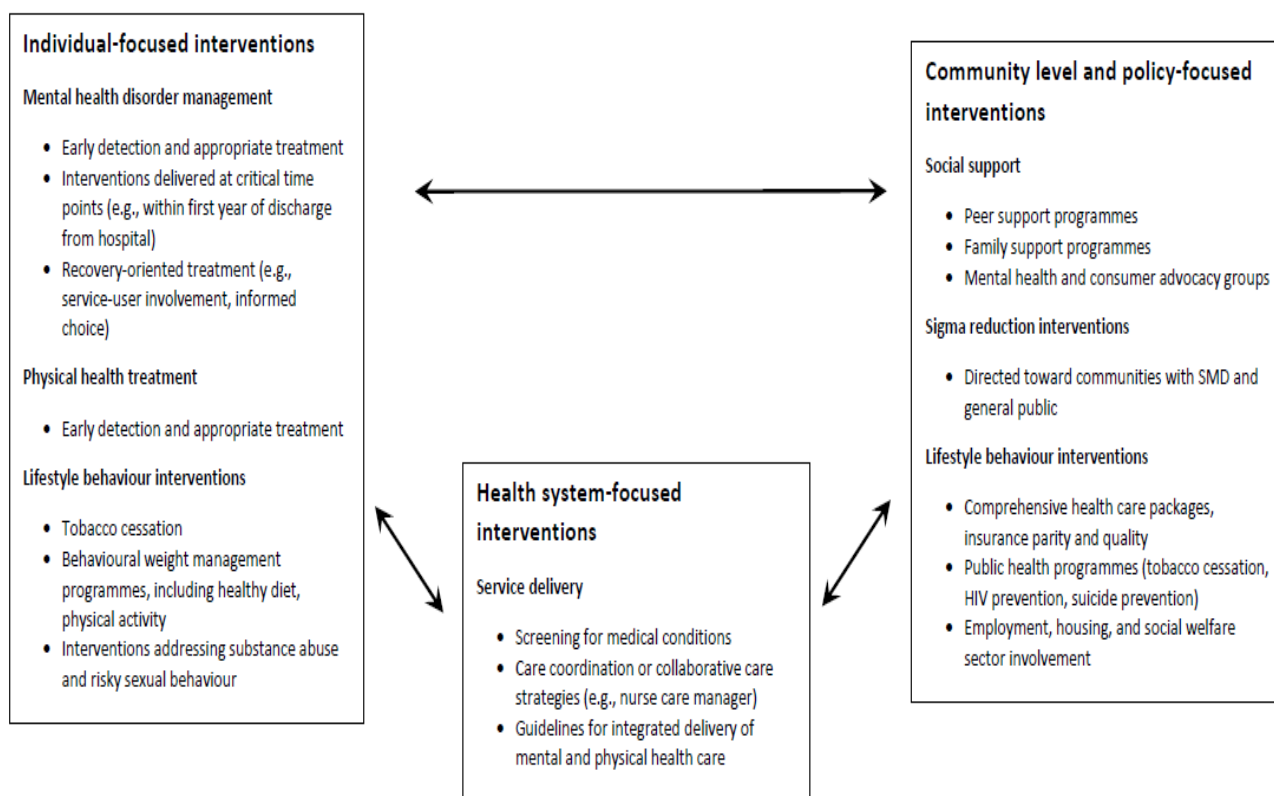 Individual-focused interventions
Mental health disorder management
• Early detection and appropriate treatment
• Interventions delivered at critical time
points (e.g., within first year of discharge
from hospital)
• Recovery-oriented treatment (e.g.,
service-user involvement, informed
choice)
Physical health treatment
• Early detection and appropriate treatment
Lifestyle behaviour interventions
• Tobacco cessation
• Behavioural weight management
programmes, including healthy diet,
physical activity
• Interventions addressing substance abuse
and risky sexual behaviour
Health system-focused
interventions
Service delivery
• Screening for medical conditions
• Care coordination or collaborative care
strategies (e.g., nurse care manager)
• Guidelines for integrated delivery of
mental and physical health care
Community level and policy-focused
interventions
Social support
• Peer support programmes
• Family support programmes
• Mental health and consumer advocacy groups
Sigma reduction interventions
• Directed toward communities with SMD and
general public
Lifestyle behaviour interventions
• Comprehensive health care packages,
insurance parity and quality
• Public health programmes (tobacco cessation,
HIV prevention, suicide prevention)
• Employment, housing, and social welfare
sector involvement